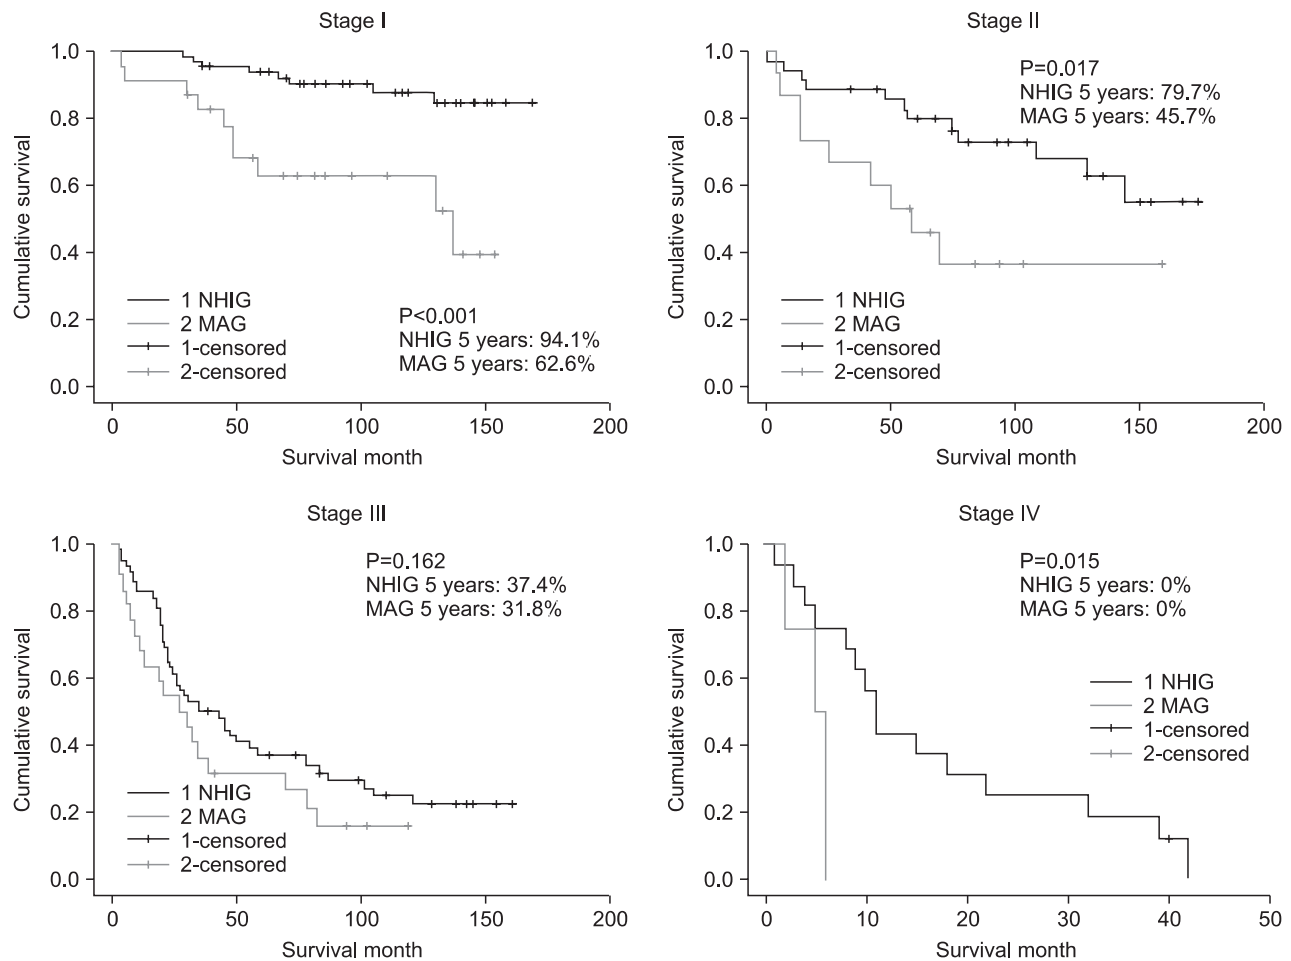 Stage I
1.0
0.8
0.6
0.4
0.2
0.0
Cumulative survival
1 NHIG
2 MAG
1-censored
2-censored
P<0.001
NHIG 5 years: 94.1%
MAG 5 years: 62.6%
0 50 100 150 200
Survival month
Stage II
1.0
0.8
0.6
0.4
0.2
0.0
Cumulative survival
P=0.017
NHIG 5 years: 79.7%
MAG 5 years: 45.7%
1 NHIG
2 MAG
1-censored
2-censored
0 50 100 150 200
Survival month
Stage III
1.0
0.8
0.6
0.4
0.2
0.0
Cumulative survival
P=0.162
NHIG 5 years: 37.4%
MAG 5 years: 31.8%
1 NHIG
2 MAG
1-censored
2-censored
0 50 100 150 200
Survival month
Stage IV
1.0
0.8
0.6
0.4
0.2
0.0
Cumulative survival
P=0.015
NHIG 5 years: 0%
MAG 5 years: 0%
1 NHIG
2 MAG
1-censored
2-censored
0 10 20 30 40 50
Survival month